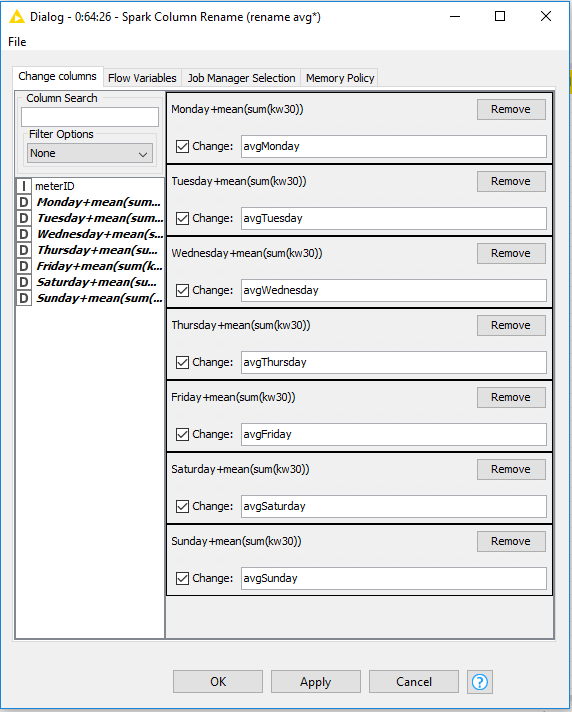 Dialog - 0:64:26 - Spark Column Rename (rename avg*)
File
Change columns Flow Variables Job Manager Selection Memory Policy
Column Search
Filter Options
None
I meterID
D Monday+mean(sum...
D Tuesday+mean(sum...
D Wednesday+mean(s...
D Thursday+mean(su...
D Friday+mean(sum(k...
D Saturday+mean(su...
D Sunday+mean(sum(...
Monday+mean(sum(kw30)) Remove
Change: avgMonday
Tuesday+mean(sum(kw30)) Remove
Change: avgTuesday
Wednesday+mean(sum(kw30)) Remove
Change: avgWednesday
Thursday+mean(sum(kw30)) Remove
Change: avgThursday
Friday+mean(sum(kw30)) Remove
Change: avgFriday
Saturday+mean(sum(kw30)) Remove
Change: avgSaturday
Sunday+mean(sum(kw30)) Remove
Change: avgSunday
OK Apply Cancel ?